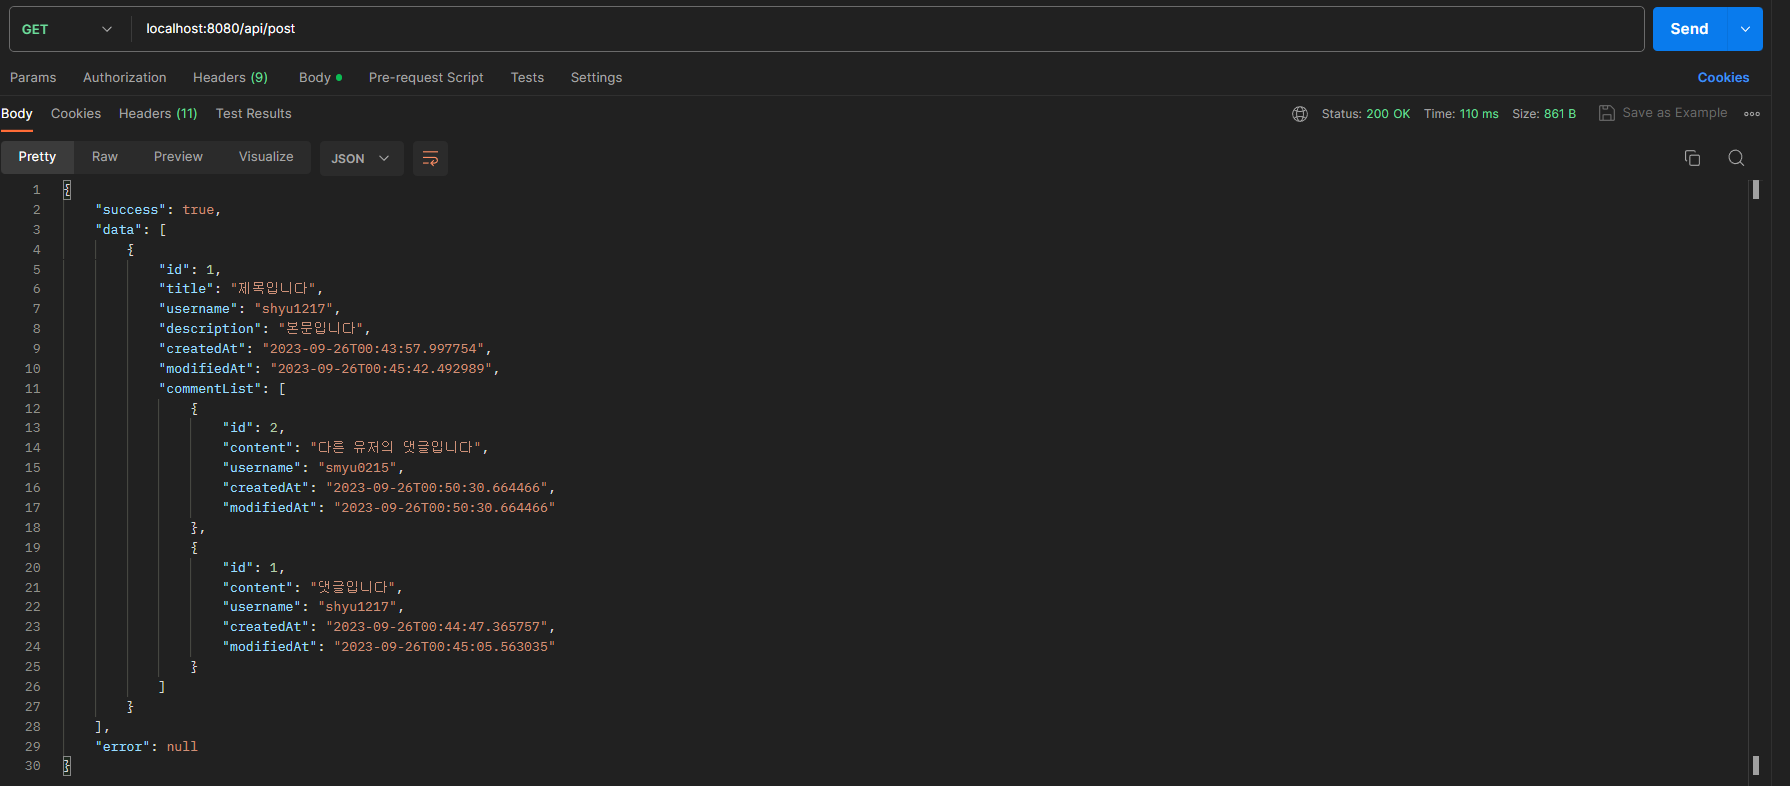 GET localhost:8080/api/post Send
Params Authorization Headers (9) Body Pre-request Script Tests Settings Cookies
Body Cookies Headers (11) Test Results Status: 200 OK Time: 110 ms Size: 861 B Save as Example
Pretty Raw Preview Visualize JSON
1 {
2 "success": true,
3 "data": [
4 {
5 "id": 1,
6 "title": "제목입니다",
7 "username": "shyu1217",
8 "description": "본문입니다",
9 "createdAt": "2023-09-26T00:43:57.997754",
10 "modifiedAt": "2023-09-26T00:45:42.492989",
11 "commentList": [
12 {
13 "id": 2,
14 "content": "다른 유저의 댓글입니다",
15 "username": "smyu0215",
16 "createdAt": "2023-09-26T00:50:30.664466",
17 "modifiedAt": "2023-09-26T00:50:30.664466"
18 },
19 {
20 "id": 1,
21 "content": "댓글입니다",
22 "username": "shyu1217",
23 "createdAt": "2023-09-26T00:44:47.365757",
24 "modifiedAt": "2023-09-26T00:45:05.563035"
25 }
26 ]
27 }
28 ],
29 "error": null
30 }